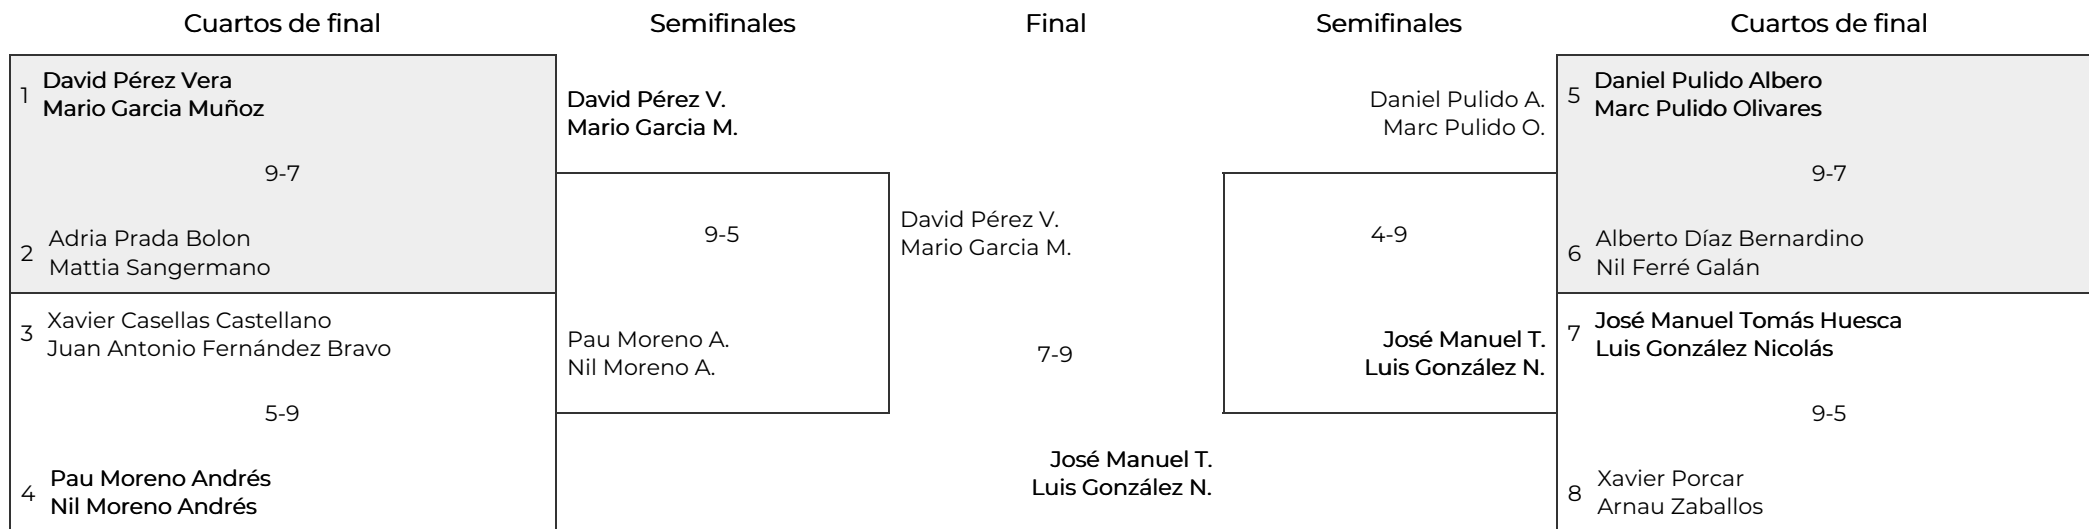 Cuartos de final
Semifinales
Final
Semifinales
Cuartos de final
1
David Pérez Vera
Mario Garcia Muñoz
9-7
2
Adria Prada Bolon
Mattia Sangermano
3
Xavier Casellas Castellano
Juan Antonio Fernández Bravo
5-9
4
Pau Moreno Andrés
Nil Moreno Andrés
David Pérez V.
Mario Garcia M.
9-5
Pau Moreno A.
Nil Moreno A.
David Pérez V.
Mario Garcia M.
7-9
José Manuel T.
Luis González N.
Daniel Pulido A.
Marc Pulido O.
4-9
José Manuel T.
Luis González N.
5
Daniel Pulido Albero
Marc Pulido Olivares
9-7
6
Alberto Díaz Bernardino
Nil Ferré Galán
7
José Manuel Tomás Huesca
Luis González Nicolás
9-5
8
Xavier Porcar
Arnau Zaballos